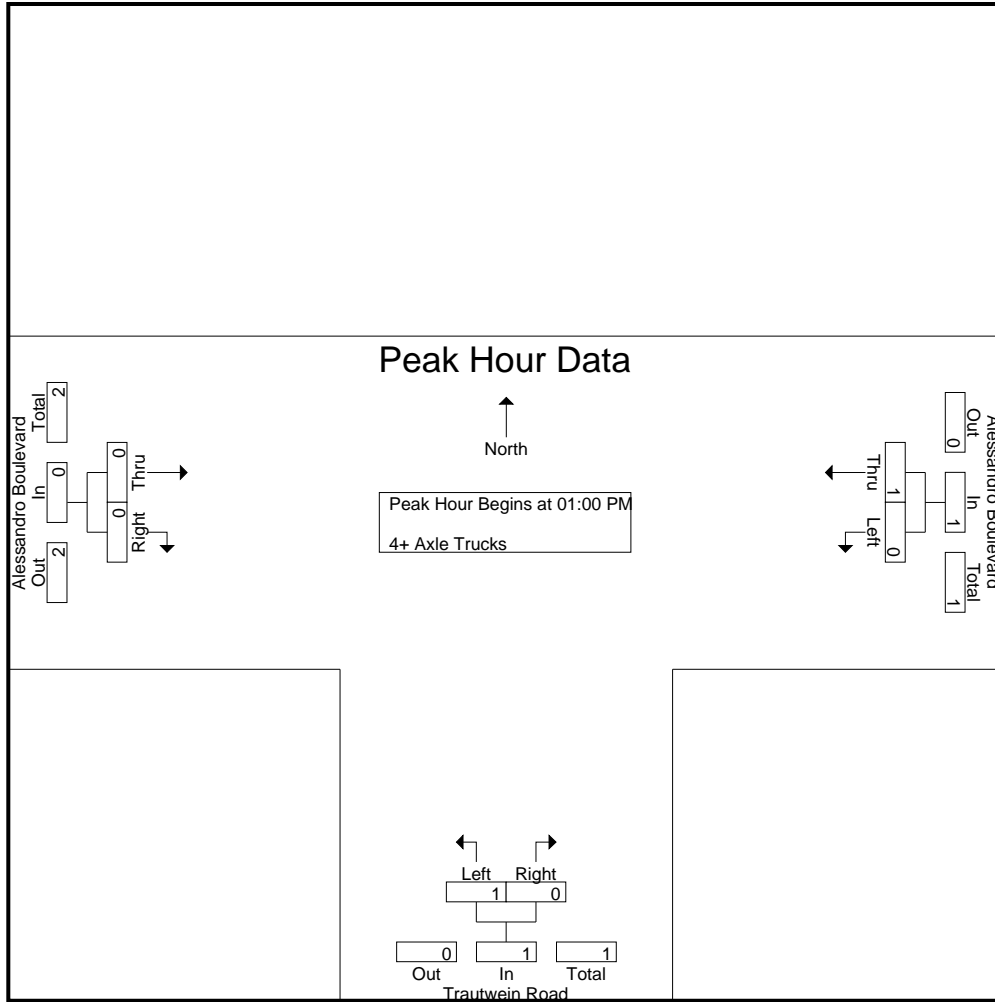 Peak Hour Data
North
Peak Hour Begins at 01:00 PM
4+ Axle Trucks
Alessandro Boulevard
Total 2
In 0
Out 2
Thru 0
Right 0
Alessandro Boulevard
Out 0
In 1
Total 1
Thru 1
Left 0
Left Right
1 0
0 1 1
Out In Total
Trautwein Road